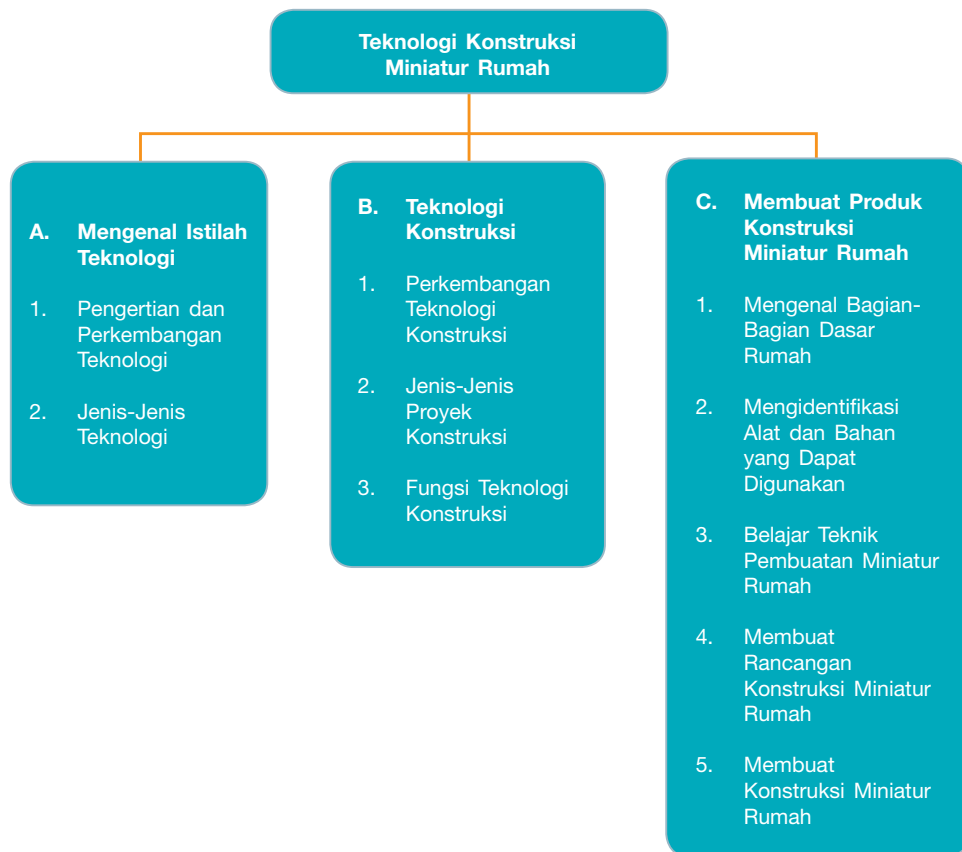 Teknologi Konstruksi
Miniatur Rumah
A. Mengenal Istilah
Teknologi
1. Pengertian dan
Perkembangan
Teknologi
2. Jenis-Jenis
Teknologi
B. Teknologi
Konstruksi
1. Perkembangan
Teknologi
Konstruksi
2. Jenis-Jenis
Proyek
Konstruksi
3. Fungsi Teknologi
Konstruksi
C. Membuat Produk
Konstruksi
Miniatur Rumah
1. Mengenal Bagian-
Bagian Dasar
Rumah
2. Mengidentifikasi
Alat dan Bahan
yang Dapat
Digunakan
3. Belajar Teknik
Pembuatan Miniatur
Rumah
4. Membuat
Rancangan
Konstruksi Miniatur
Rumah
5. Membuat
Konstruksi Miniatur
Rumah